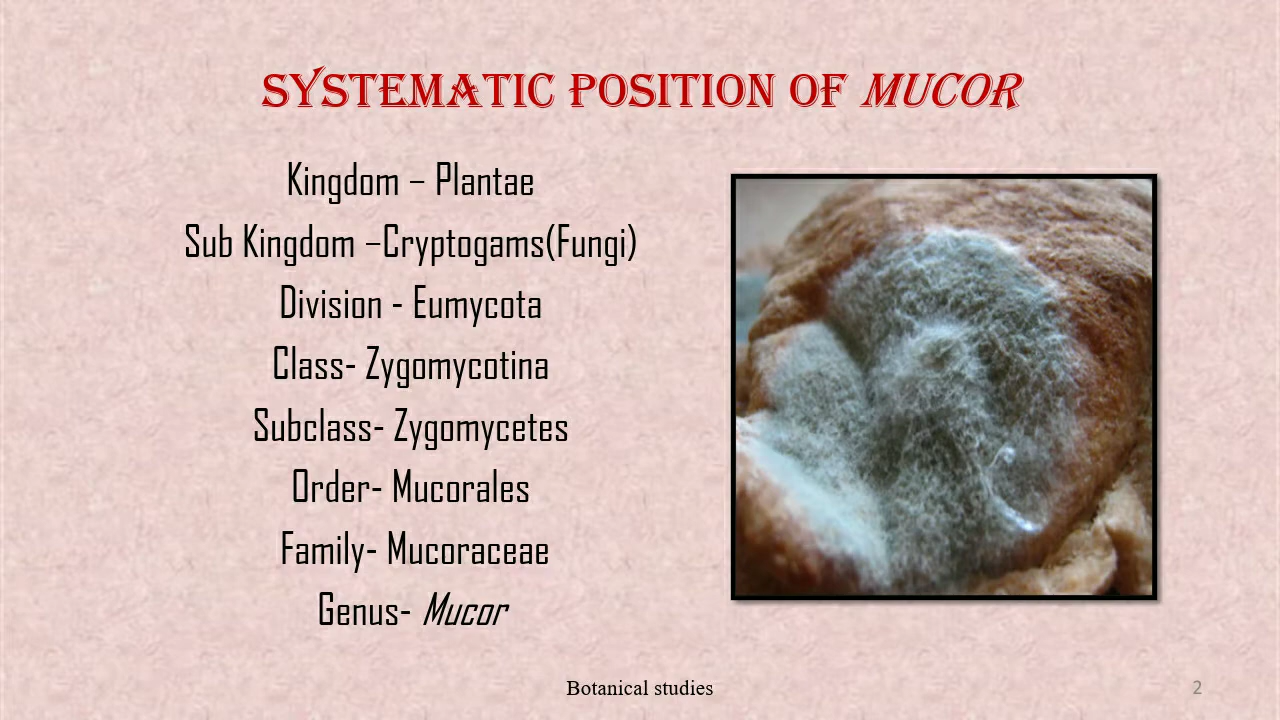 SYSTEMATIC POSITION OF MUCOR
Kingdom – Plantae
Sub Kingdom –Cryptogams(Fungi)
Division - Eumycota
Class- Zygomycotina
Subclass- Zygomycetes
Order- Mucorales
Family- Mucoraceae
Genus- Mucor
Botanical studies
2